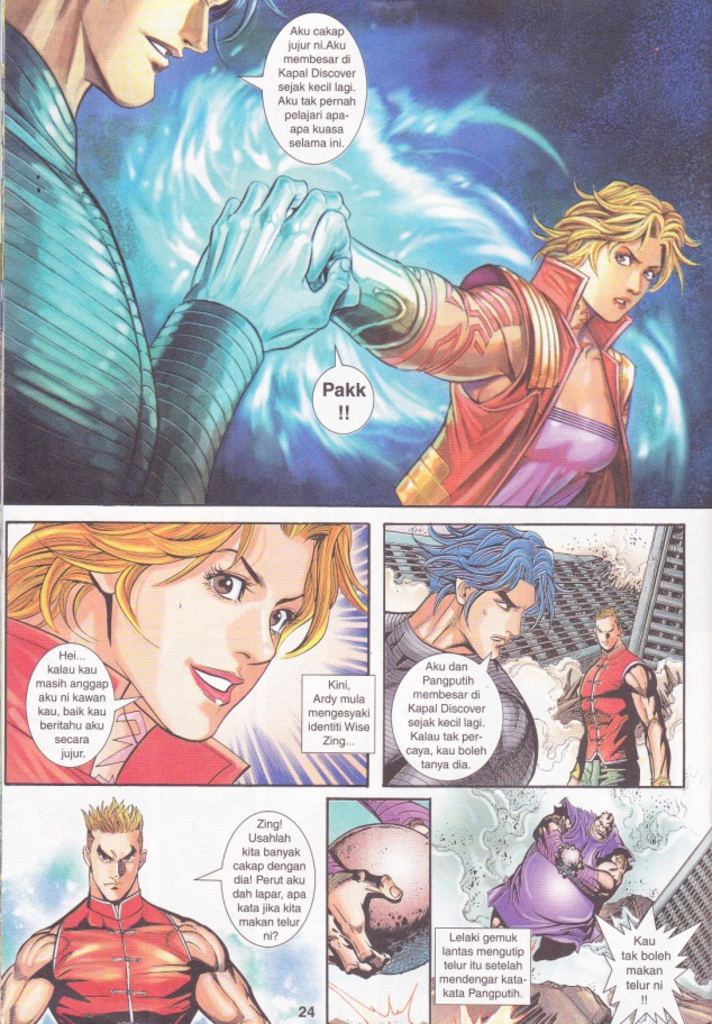 Aku cakap
jujur ni.Aku
membesar di
Kapal Discover
sejak kecil lagi.
Aku tak pernah
pelajari apa-
apa kuasa
selama ini.
Pakk
!!
Hei...
kalau kau
masih anggap
aku ni kawan
kau, baik kau
beritahu aku
secara
jujur.
Kini,
Ardy mula
mengesyaki
identiti Wise
Zing...
Aku dan
Pangputih
membesar di
Kapal Discover
sejak kecil lagi.
Kalau tak per-
caya, kau boleh
tanya dia.
Zing!
Usahlah
kita banyak
cakap dengan
dia! Perut aku
dah lapar, apa
kata jika kita
makan telur
ni?
Lelaki gemuk
lantas mengutip
telur itu setelah
mendengar kata-
kata Pangputih.
Kau
tak boleh
makan
telur ni
!!
24